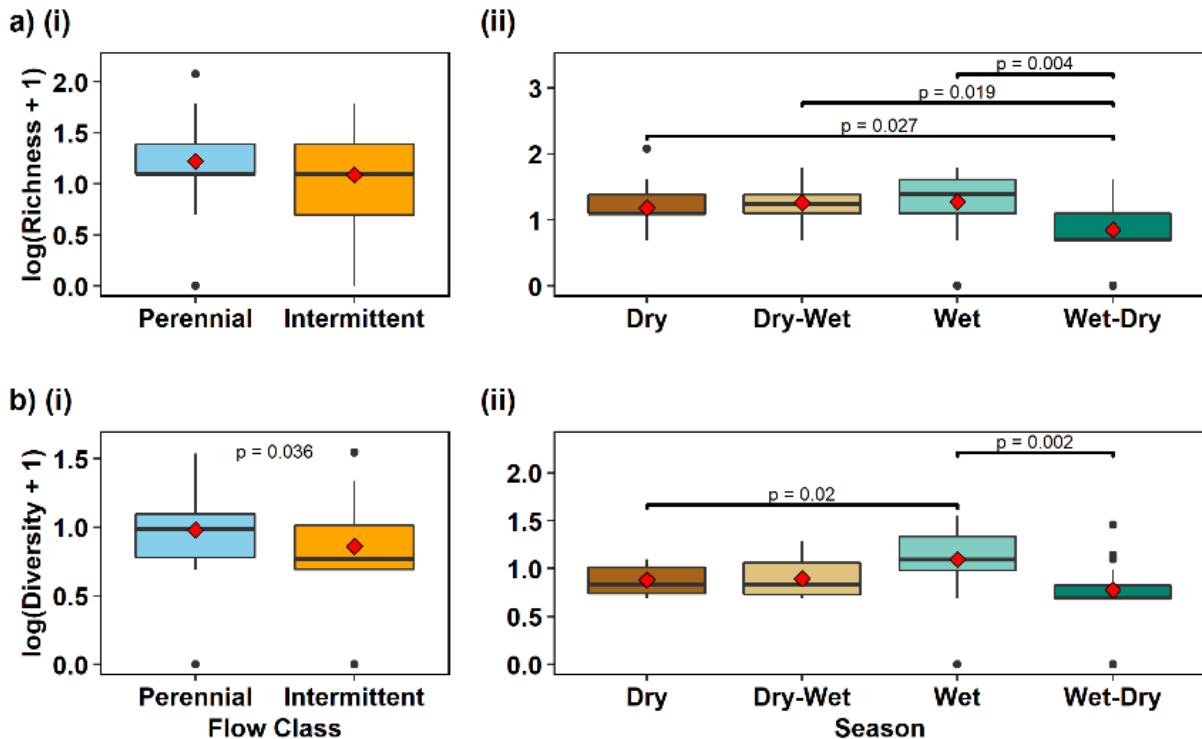 a) (i)
(ii)
log(Richness + 1)
2.0
1.5
1.0
0.5
0.0
Perennial Intermittent
3
2
1
0
p = 0.004
p = 0.019
p = 0.027
Dry Dry-Wet Wet Wet-Dry
b) (i)
(ii)
log(Diversity + 1)
1.5
1.0
0.5
0.0
p = 0.036
Perennial Intermittent
Flow Class
2.0
1.5
1.0
0.5
0.0
p = 0.002
p = 0.02
Dry Dry-Wet Wet Wet-Dry
Season